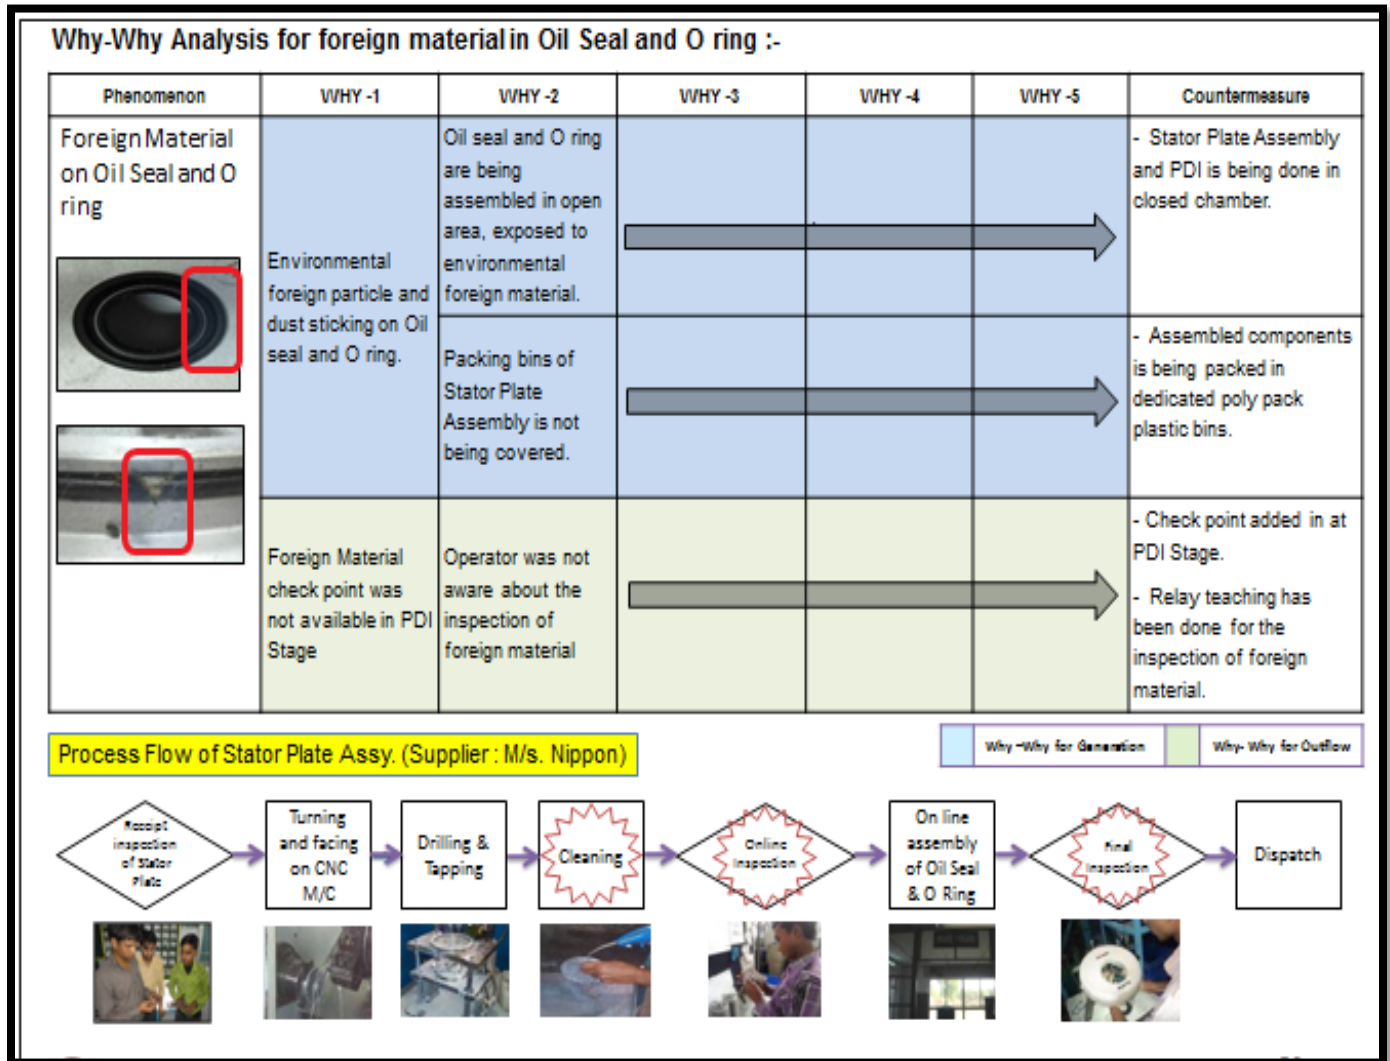 Why-Why Analysis for foreign material in Oil Seal and O ring :-
Phenomenon
WHY -1
WHY -2
WHY -3
WHY -4
WHY -5
Countermeasure
Foreign Material
on Oil Seal and O
ring
Environmental
foreign particle and
dust sticking on Oil
seal and O ring.
Oil seal and O ring
are being
assembled in open
area, exposed to
environmental
foreign material.
- Stator Plate Assembly
and PDI is being done in
closed chamber.
Packing bins of
Stator Plate
Assembly is not
being covered.
- Assembled components
is being packed in
dedicated poly pack
plastic bins.
Foreign Material
check point was
not available in PDI
Stage
Operator was not
aware about the
inspection of
foreign material
- Check point added in at
PDI Stage.
- Relay teaching has
been done for the
inspection of foreign
material.
Process Flow of Stator Plate Assy. (Supplier : M/s. Nippon)
Why -Why for Generation
Why- Why for Outflow
Receipt
inspection
of Stator
Plate
Turning
and facing
on CNC
M/C
Drilling &
Tapping
Cleaning
Online
Inspection
On line
assembly
of Oil Seal
& O Ring
Final
Inspection
Dispatch